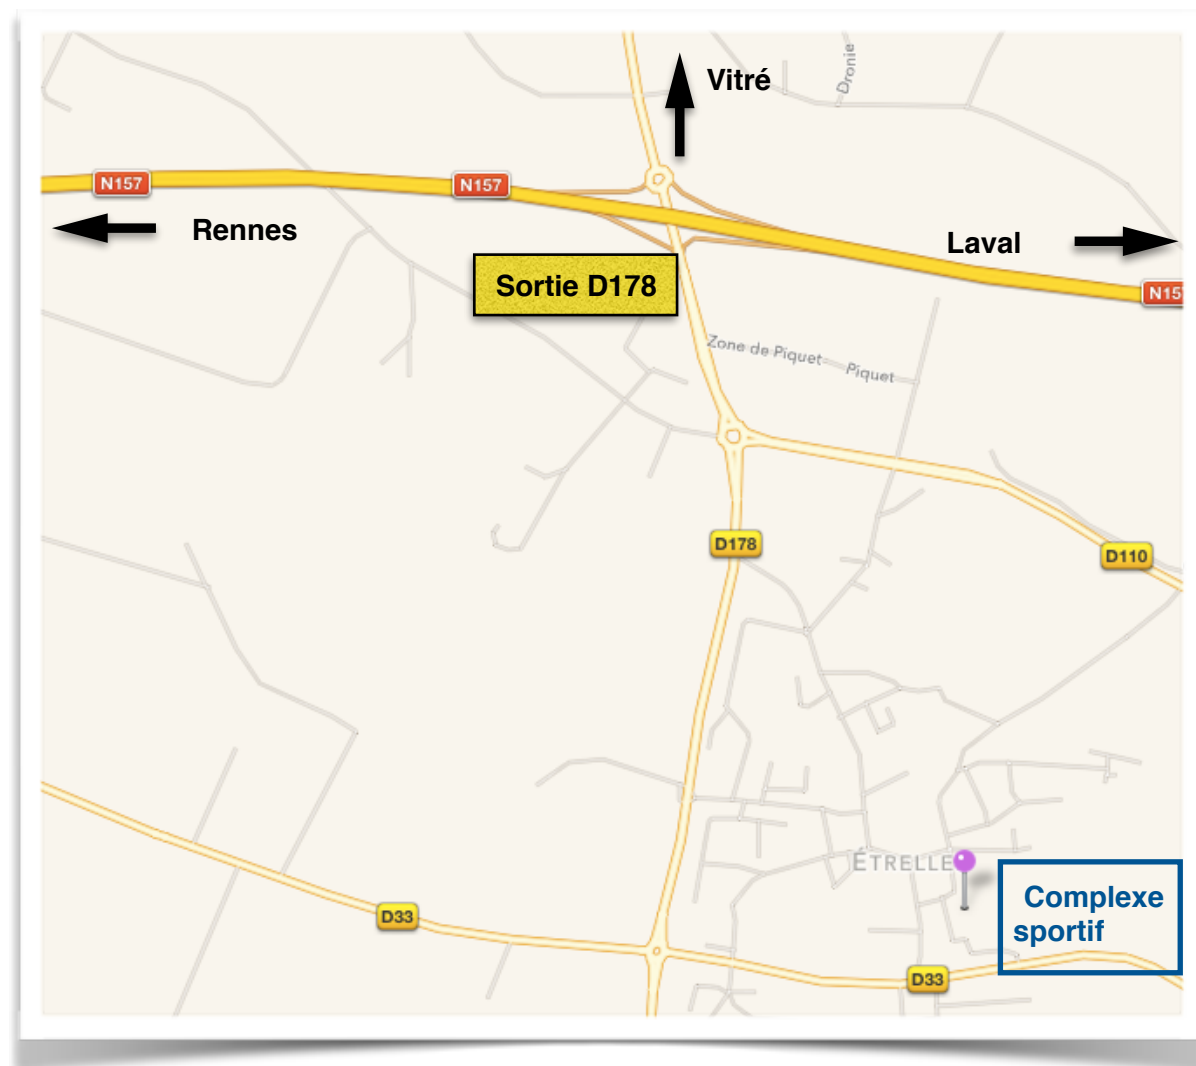 Dronie
Vitré
N157
N157
Rennes
Laval
N15
Sortie D178
Zone de Piquet
Piquet
D178
D110
ÉTRELLE
Complexe
sportif
D33
D33